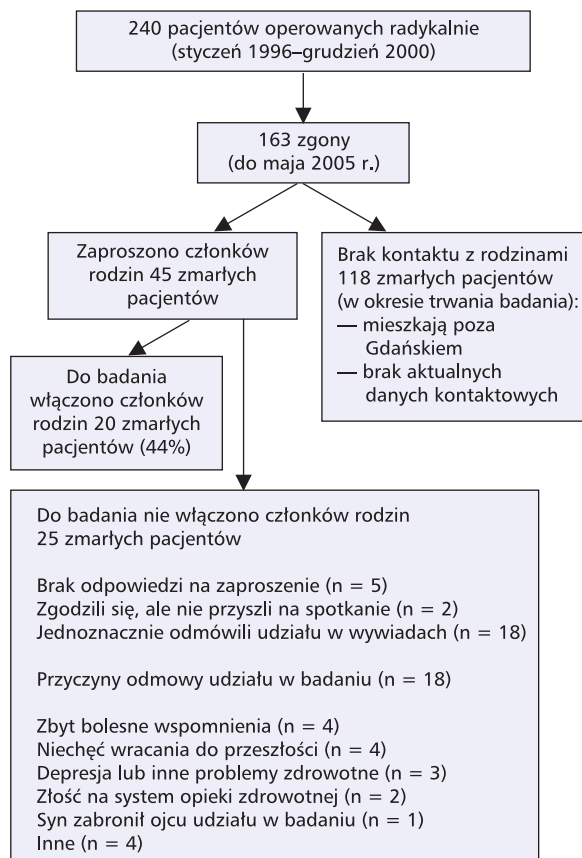 240 pacjentów operowanych radykalnie
(styczeń 1996–grudzień 2000)
163 zgony
(do maja 2005 r.)
Zaproszono członków
rodzin 45 zmarłych
pacjentów
Brak kontaktu z rodzinami
118 zmarłych pacjentów
(w okresie trwania badania):
— mieszkają poza
Gdańskiem
— brak aktualnych
danych kontaktowych
Do badania
włączono członków
rodzin 20 zmarłych
pacjentów (44%)
Do badania nie włączono członków rodzin
25 zmarłych pacjentów
Brak odpowiedzi na zaproszenie (n = 5)
Zgodzili się, ale nie przyszli na spotkanie (n = 2)
Jednoznacznie odmówili udziału w wywiadach (n = 18)
Przyczyny odmowy udziału w badaniu (n = 18)
Zbyt bolesne wspomnienia (n = 4)
Niechęć wracania do przeszłości (n = 4)
Depresja lub inne problemy zdrowotne (n = 3)
Złość na system opieki zdrowotnej (n = 2)
Syn zabronił ojcu udziału w badaniu (n = 1)
Inne (n = 4)